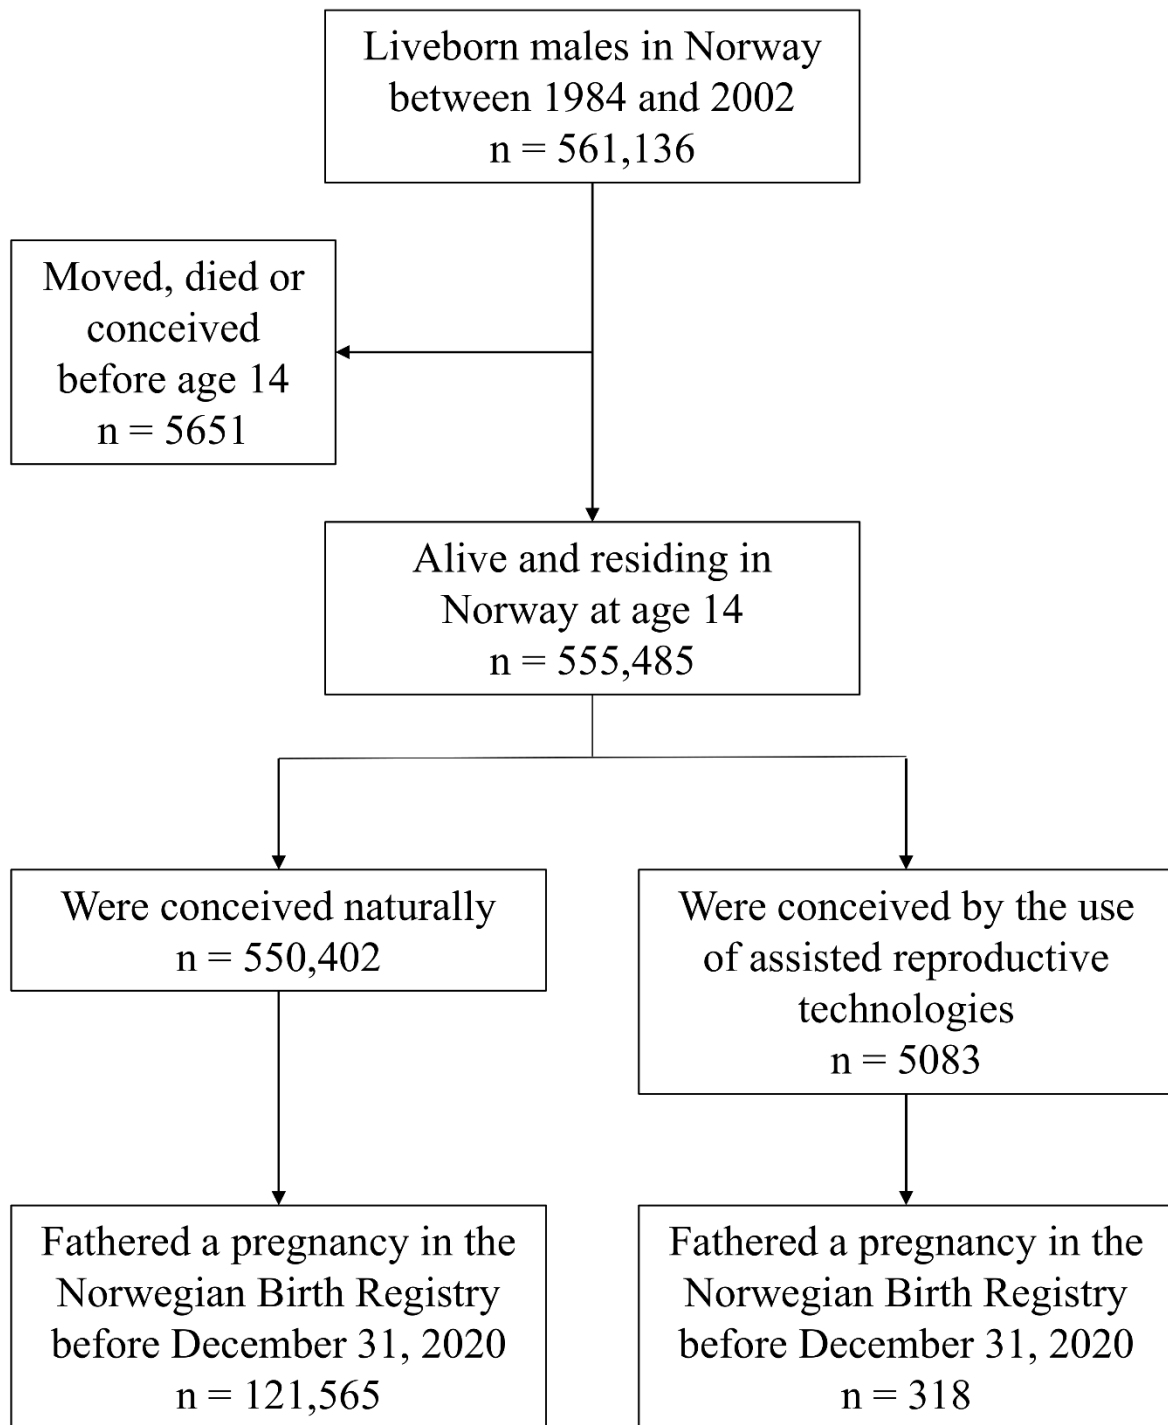 Liveborn males in Norway
between 1984 and 2002
n = 561,136
Moved, died or
conceived
before age 14
n = 5651
Alive and residing in
Norway at age 14
n = 555,485
Were conceived naturally
n = 550,402
Were conceived by the use
of assisted reproductive
technologies
n = 5083
Fathered a pregnancy in the
Norwegian Birth Registry
before December 31, 2020
n = 121,565
Fathered a pregnancy in the
Norwegian Birth Registry
before December 31, 2020
n = 318